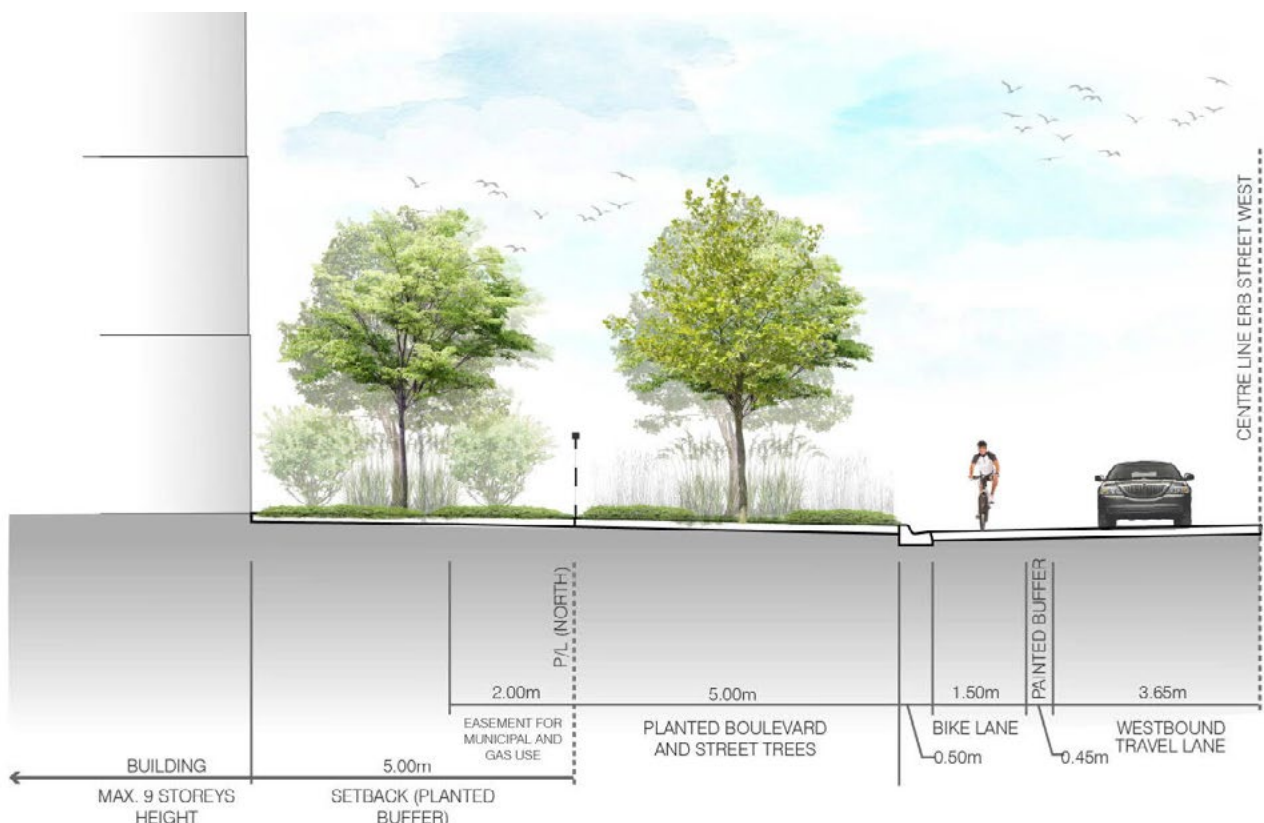 CENTRE LINE ERB STREET WEST
P/L (NORTH)
PAINTED BUFFER
2.00m
5.00m
1.50m
3.65m
EASEMENT FOR
MUNICIPAL AND
GAS USE
PLANTED BOULEVARD
AND STREET TREES
BIKE LANE
WESTBOUND
TRAVEL LANE
0.50m
0.45m
BUILDING
5.00m
MAX. 9 STOREYS
HEIGHT
SETBACK (PLANTED
BUFFER)